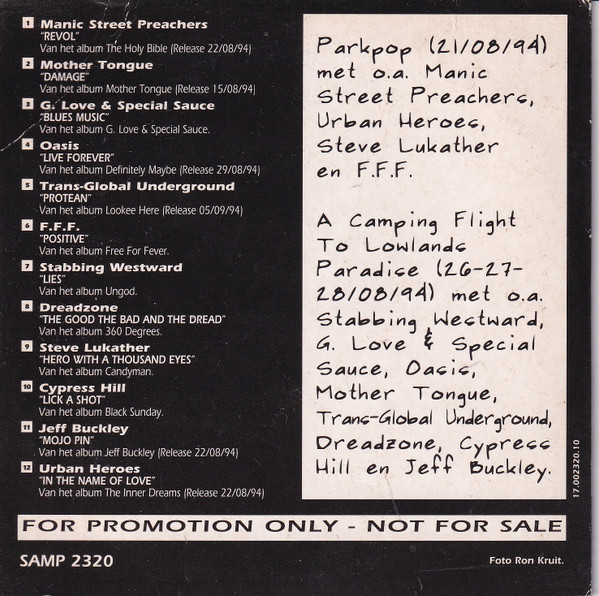 1 Manic Street Preachers
"REVOL"
Van het album The Holy Bible (Release 22/08/94)
2 Mother Tongue
"DAMAGE"
Van het album Mother Tongue (Release 15/08/94)
3 G. Love & Special Sauce
"BLUES MUSIC"
Van het album G. Love & Special Sauce.
4 Oasis
"LIVE FOREVER"
Van het album Definitely Maybe (Release 29/08/94)
5 Trans-Global Underground
"PROTEAN"
Van het album Lookee Here (Release 05/09/94)
6 F.F.F.
"POSITIVE"
Van het album Free For Fever.
7 Stabbing Westward
"LIES"
Van het album Ungod.
8 Dreadzone
"THE GOOD THE BAD AND THE DREAD"
Van het album 360 Degrees.
9 Steve Lukather
"HERO WITH A THOUSAND EYES"
Van het album Candyman.
10 Cypress Hill
"LICK A SHOT"
Van het album Black Sunday.
11 Jeff Buckley
"MOJO PIN"
Van het album Jeff Buckley (Release 22/08/94)
12 Urban Heroes
"IN THE NAME OF LOVE"
Van het album The Inner Dreams (Release 22/08/94)
Parkpop (21/08/94)
met o.a. Manic
Street Preachers,
Urban Heroes,
Steve Lukather
en F.F.F.
A Camping Flight
To Lowlands
Paradise (26-27-
28/08/94) met o.a.
Stabbing Westward,
G. Love & Special
Sauce, Oasis,
Mother Tongue,
Trans-Global Underground,
Dreadzone, Cypress
Hill en Jeff Buckley.
17.002320.10
FOR PROMOTION ONLY - NOT FOR SALE
SAMP 2320
Foto Ron Kruit.